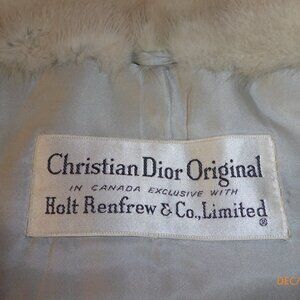 Christian Dior Original
IN CANADA EXCLUSIVE WITH
Holt Renfrew & Co., Limited ®